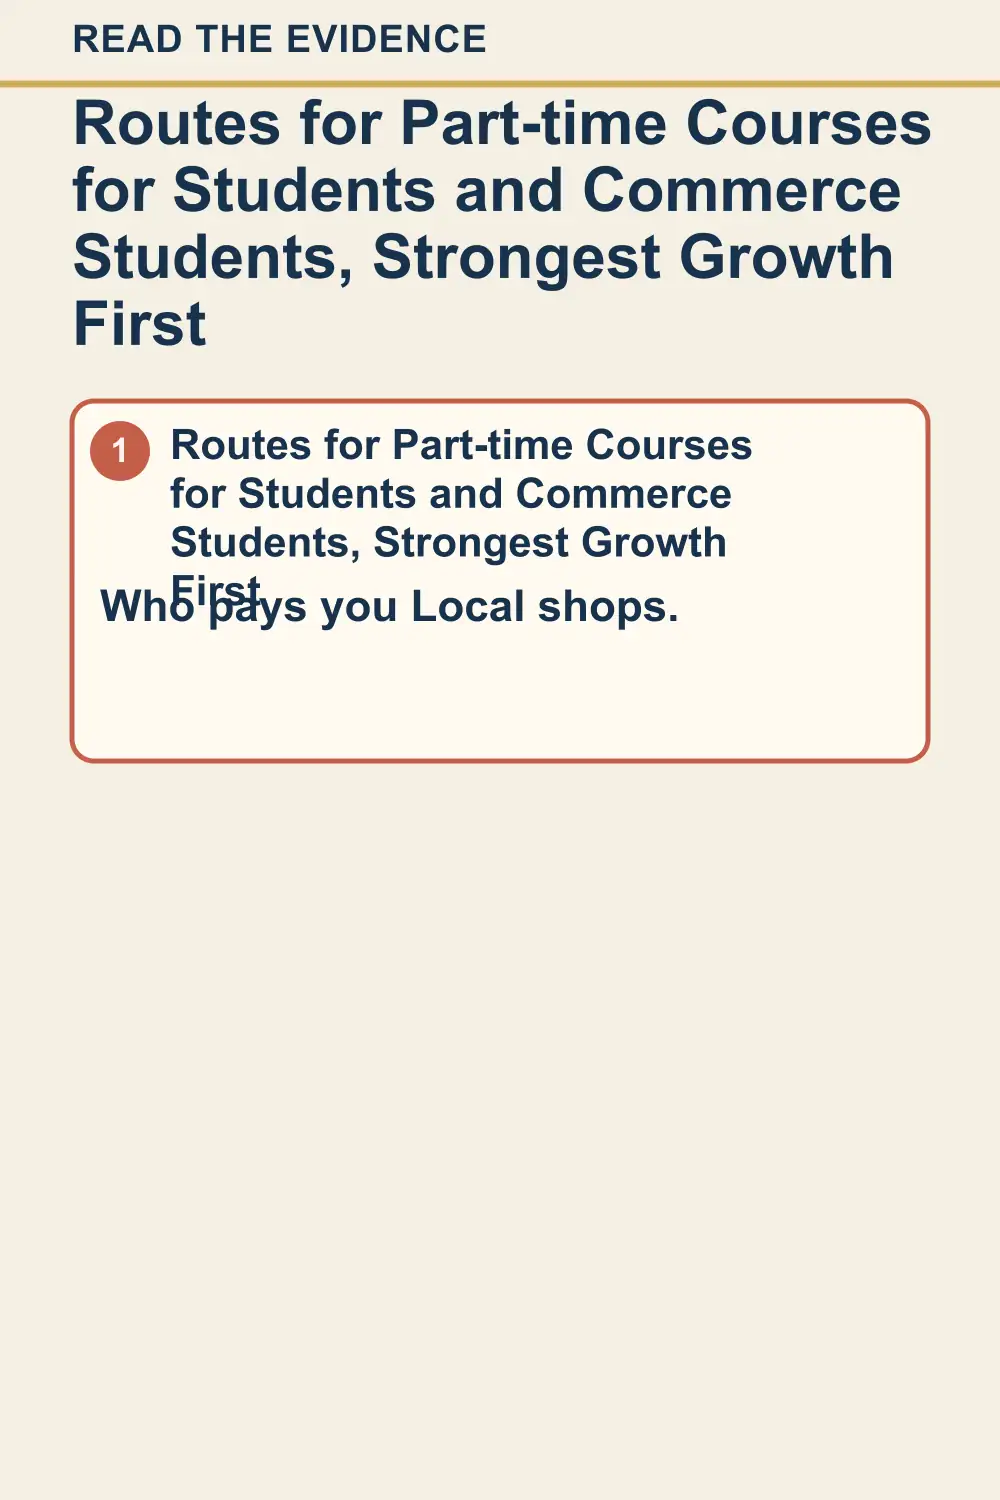 READ THE EVIDENCE
Routes for Part-time Courses
for Students and Commerce
Students, Strongest Growth
First
1
Routes for Part-time Courses
for Students and Commerce
Students, Strongest Growth
First
Who pays you Local shops.